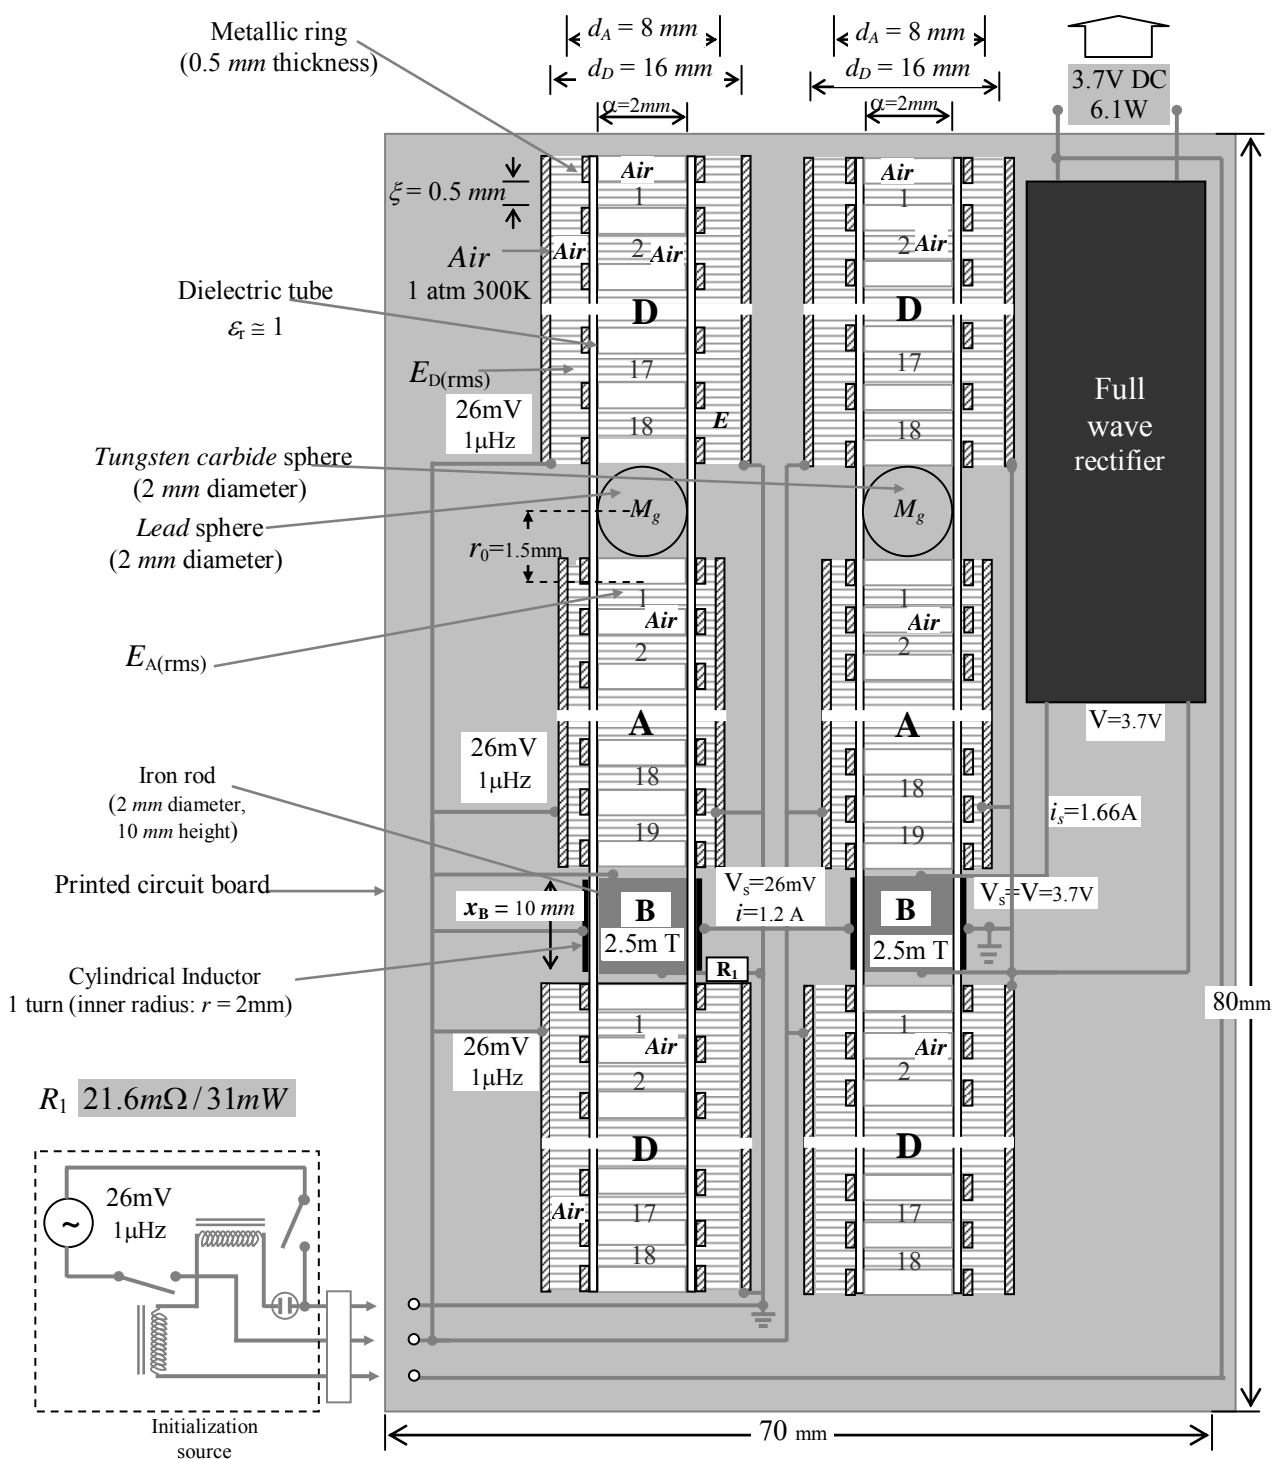 Metallic ring
(0.5 mm thickness)
d_A = 8 mm
d_D = 16 mm
α=2mm
d_A = 8 mm
d_D = 16 mm
α=2mm
3.7V DC
6.1W
Air
1
ξ = 0.5 mm
2
Air
Air
Air
1 atm 300K
Dielectric tube
ε_r ≅ 1
D
E_D(rms)
17
26mV
1μHz
18
E
Air
1
2
Air
D
17
18
Full
wave
rectifier
Tungsten carbide sphere
(2 mm diameter)
Lead sphere
(2 mm diameter)
M_g
M_g
r_0=1.5mm
1
Air
2
E_A(rms)
A
26mV
1μHz
18
19
1
Air
2
A
18
19
V=3.7V
i_s=1.66A
Iron rod
(2 mm diameter,
10 mm height)
Printed circuit board
x_B = 10 mm
B
2.5m T
V_s=26mV
i=1.2 A
B
2.5m T
V_s=V=3.7V
R_1
Cylindrical Inductor
1 turn (inner radius: r = 2mm)
1
Air
2
26mV
1μHz
D
Air
17
18
1
Air
2
D
17
18
80mm
R_1 21.6mΩ / 31mW
26mV
1μHz
~
Initialization
source
70 mm